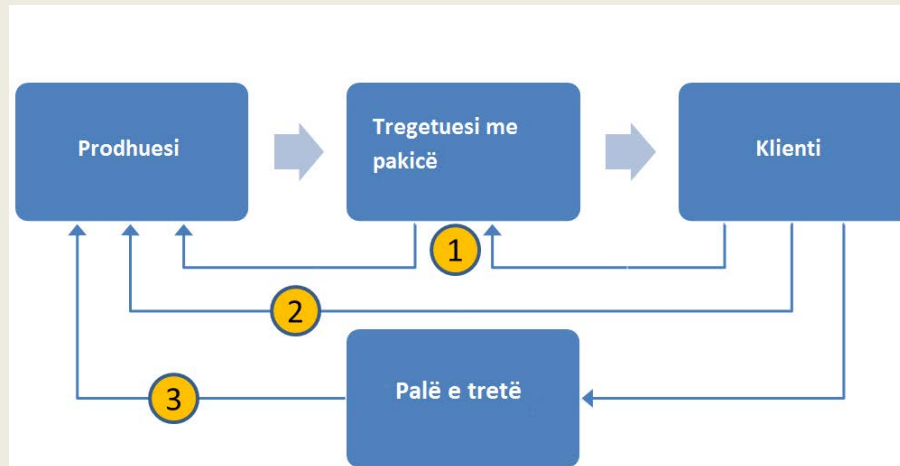 Prodhuesi
Tregetuesi me
pakicë
Klienti
1
2
Palë e tretë
3